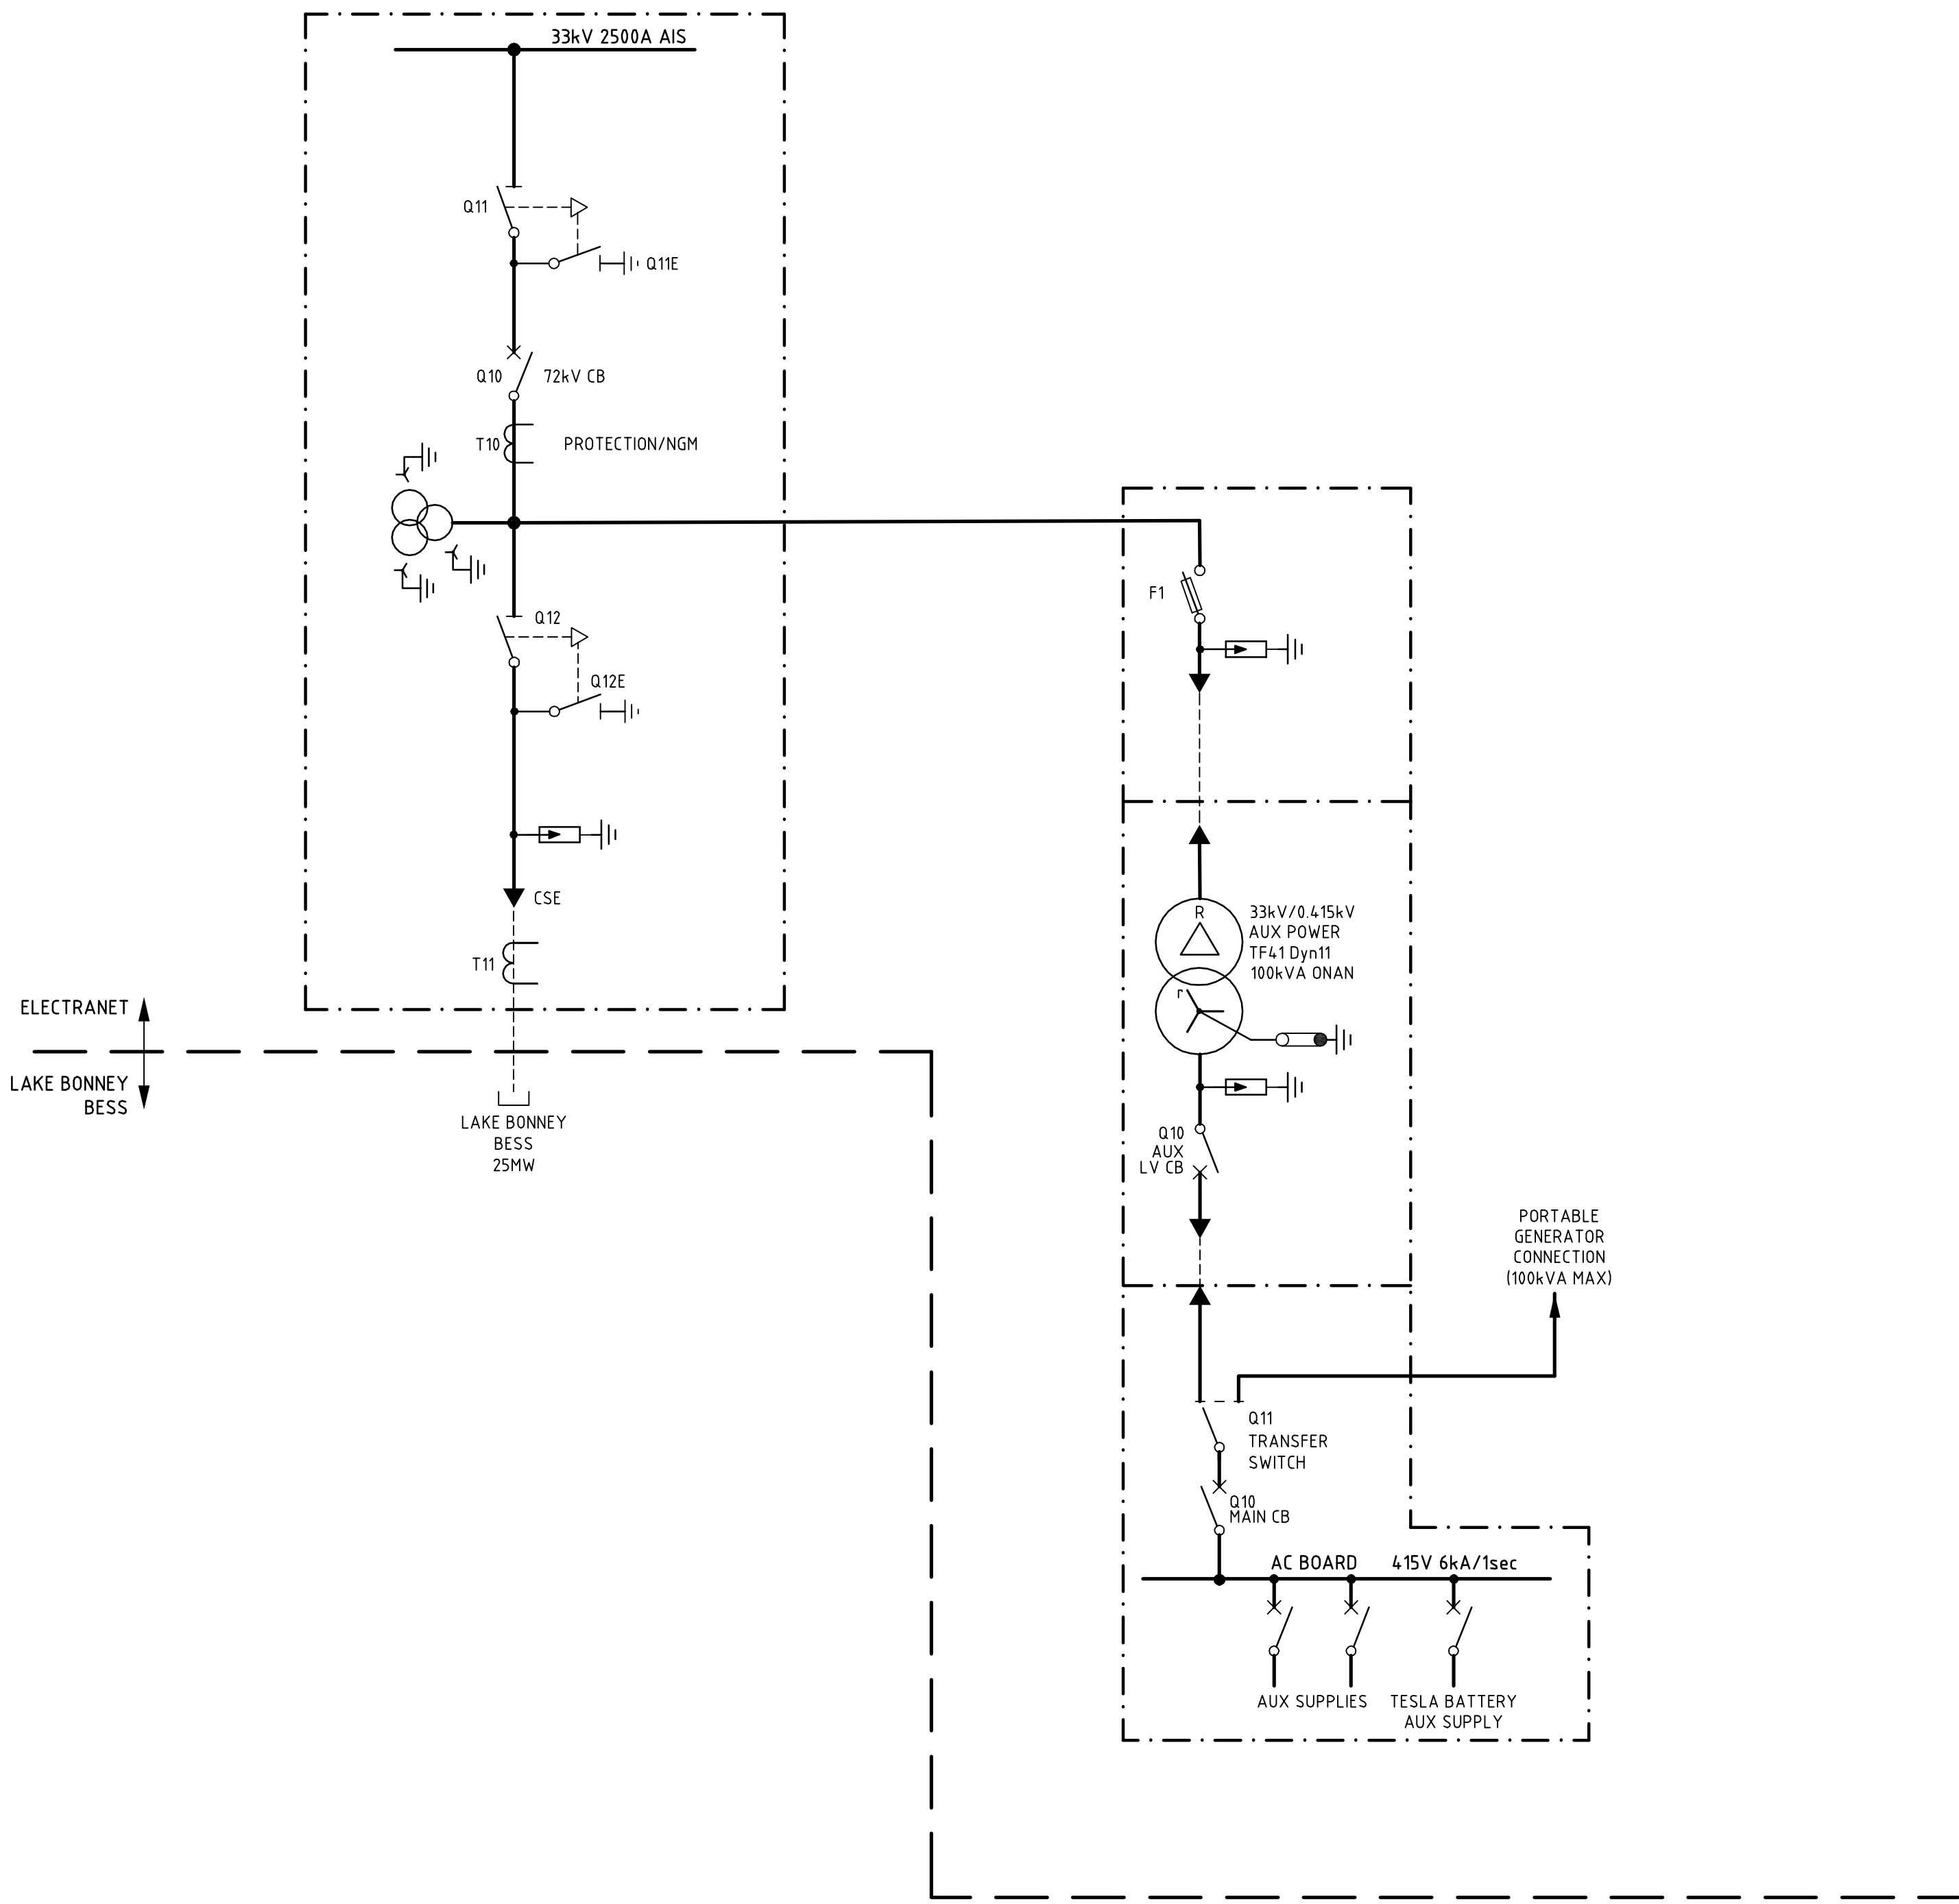 33kV 2500A AIS
Q11
Q11E
Q10
72kV CB
T10
PROTECTION/NGM
Q12
Q12E
CSE
T11
ELECTRANET
LAKE BONNEY
BESS
LAKE BONNEY
BESS
25MW
F1
R
33kV/0.415kV
AUX POWER
TF41 Dyn11
100kVA ONAN
r
Q10
AUX
LV CB
PORTABLE
GENERATOR
CONNECTION
(100kVA MAX)
Q11
TRANSFER
SWITCH
Q10
MAIN CB
AC BOARD
415V 6kA/1sec
AUX SUPPLIES
TESLA BATTERY
AUX SUPPLY